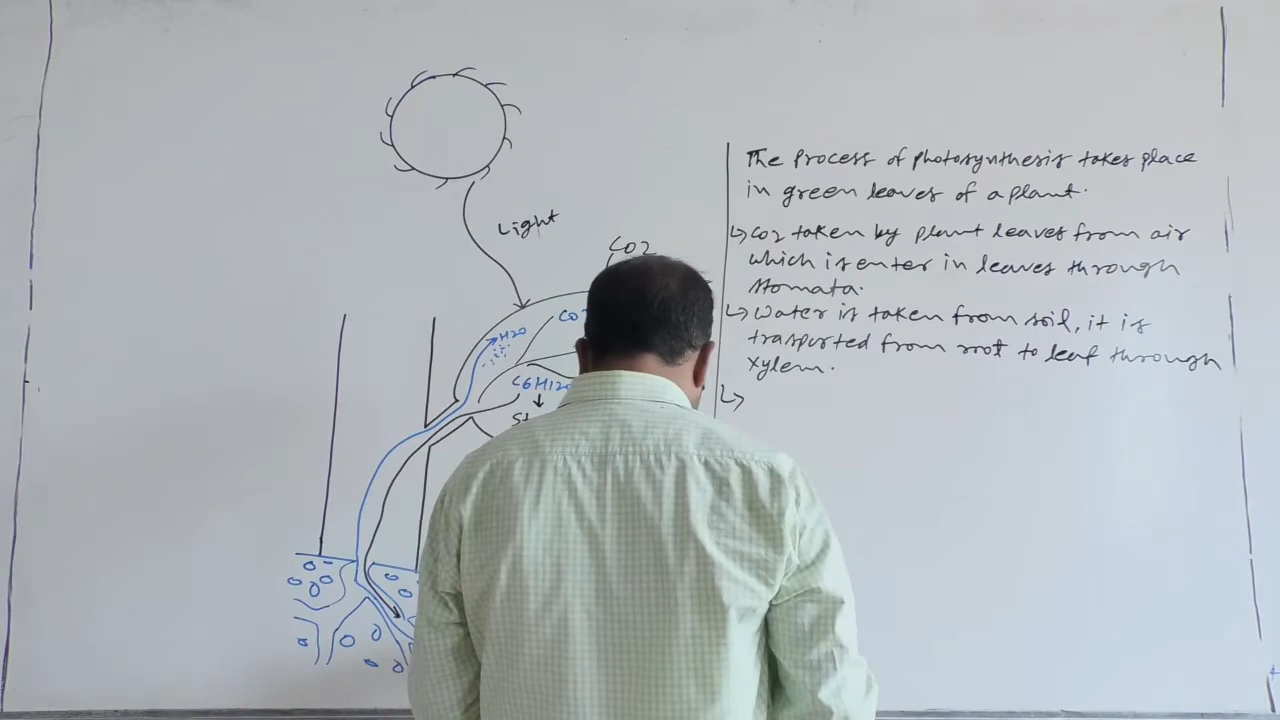 Light
CO2
H2O
CO2
C6H12O
St
The process of photosynthesis takes place
in green leaves of a plant.
↳ CO2 taken by plant leaves from air
which is enter in leaves through
stomata.
↳ Water is taken from soil, it is
trasported from root to leaf through
xylem.
↳